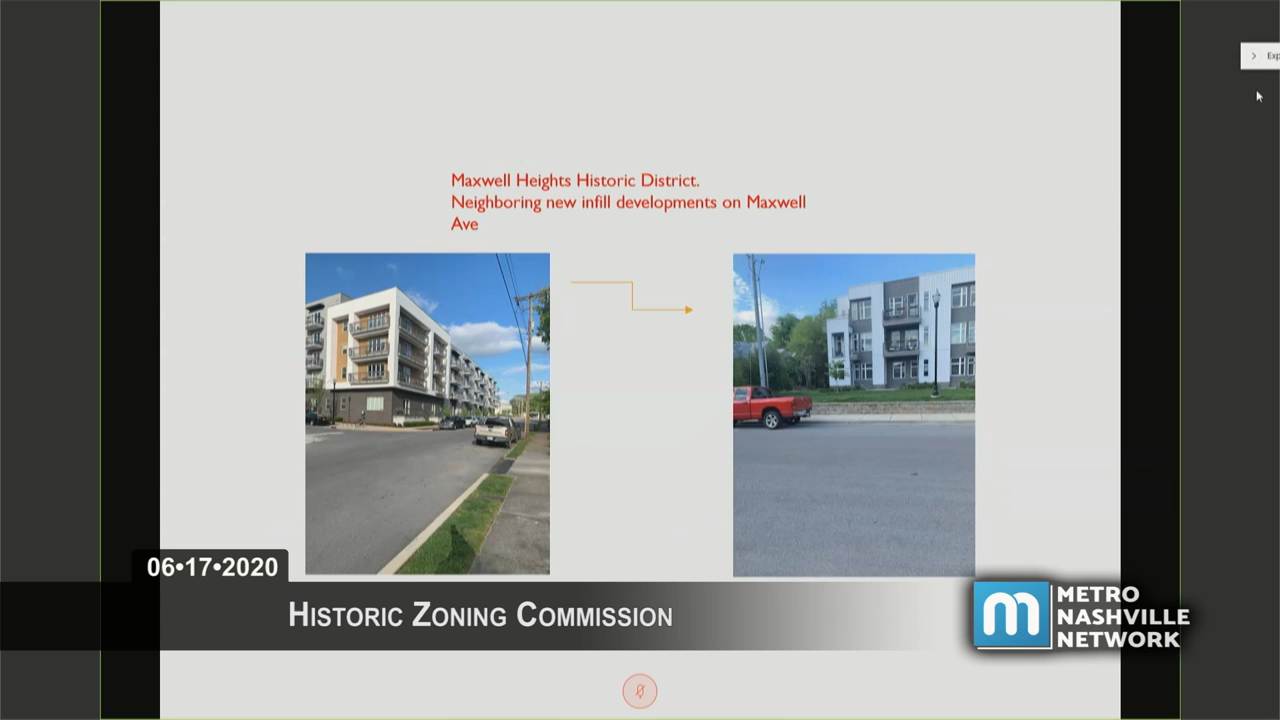 Exp
Maxwell Heights Historic District.
Neighboring new infill developments on Maxwell
Ave
06•17•2020
HISTORIC ZONING COMMISSION
m
METRO
NASHVILLE
NETWORK